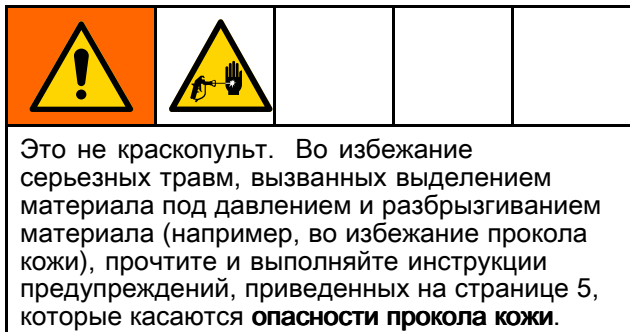 Это не краскопульт. Во избежание
серьезных травм, вызванных выделением
материала под давлением и разбрызгиванием
материала (например, во избежание прокола
кожи), прочтите и выполняйте инструкции
предупреждений, приведенных на странице 5,
которые касаются опасности прокола кожи.